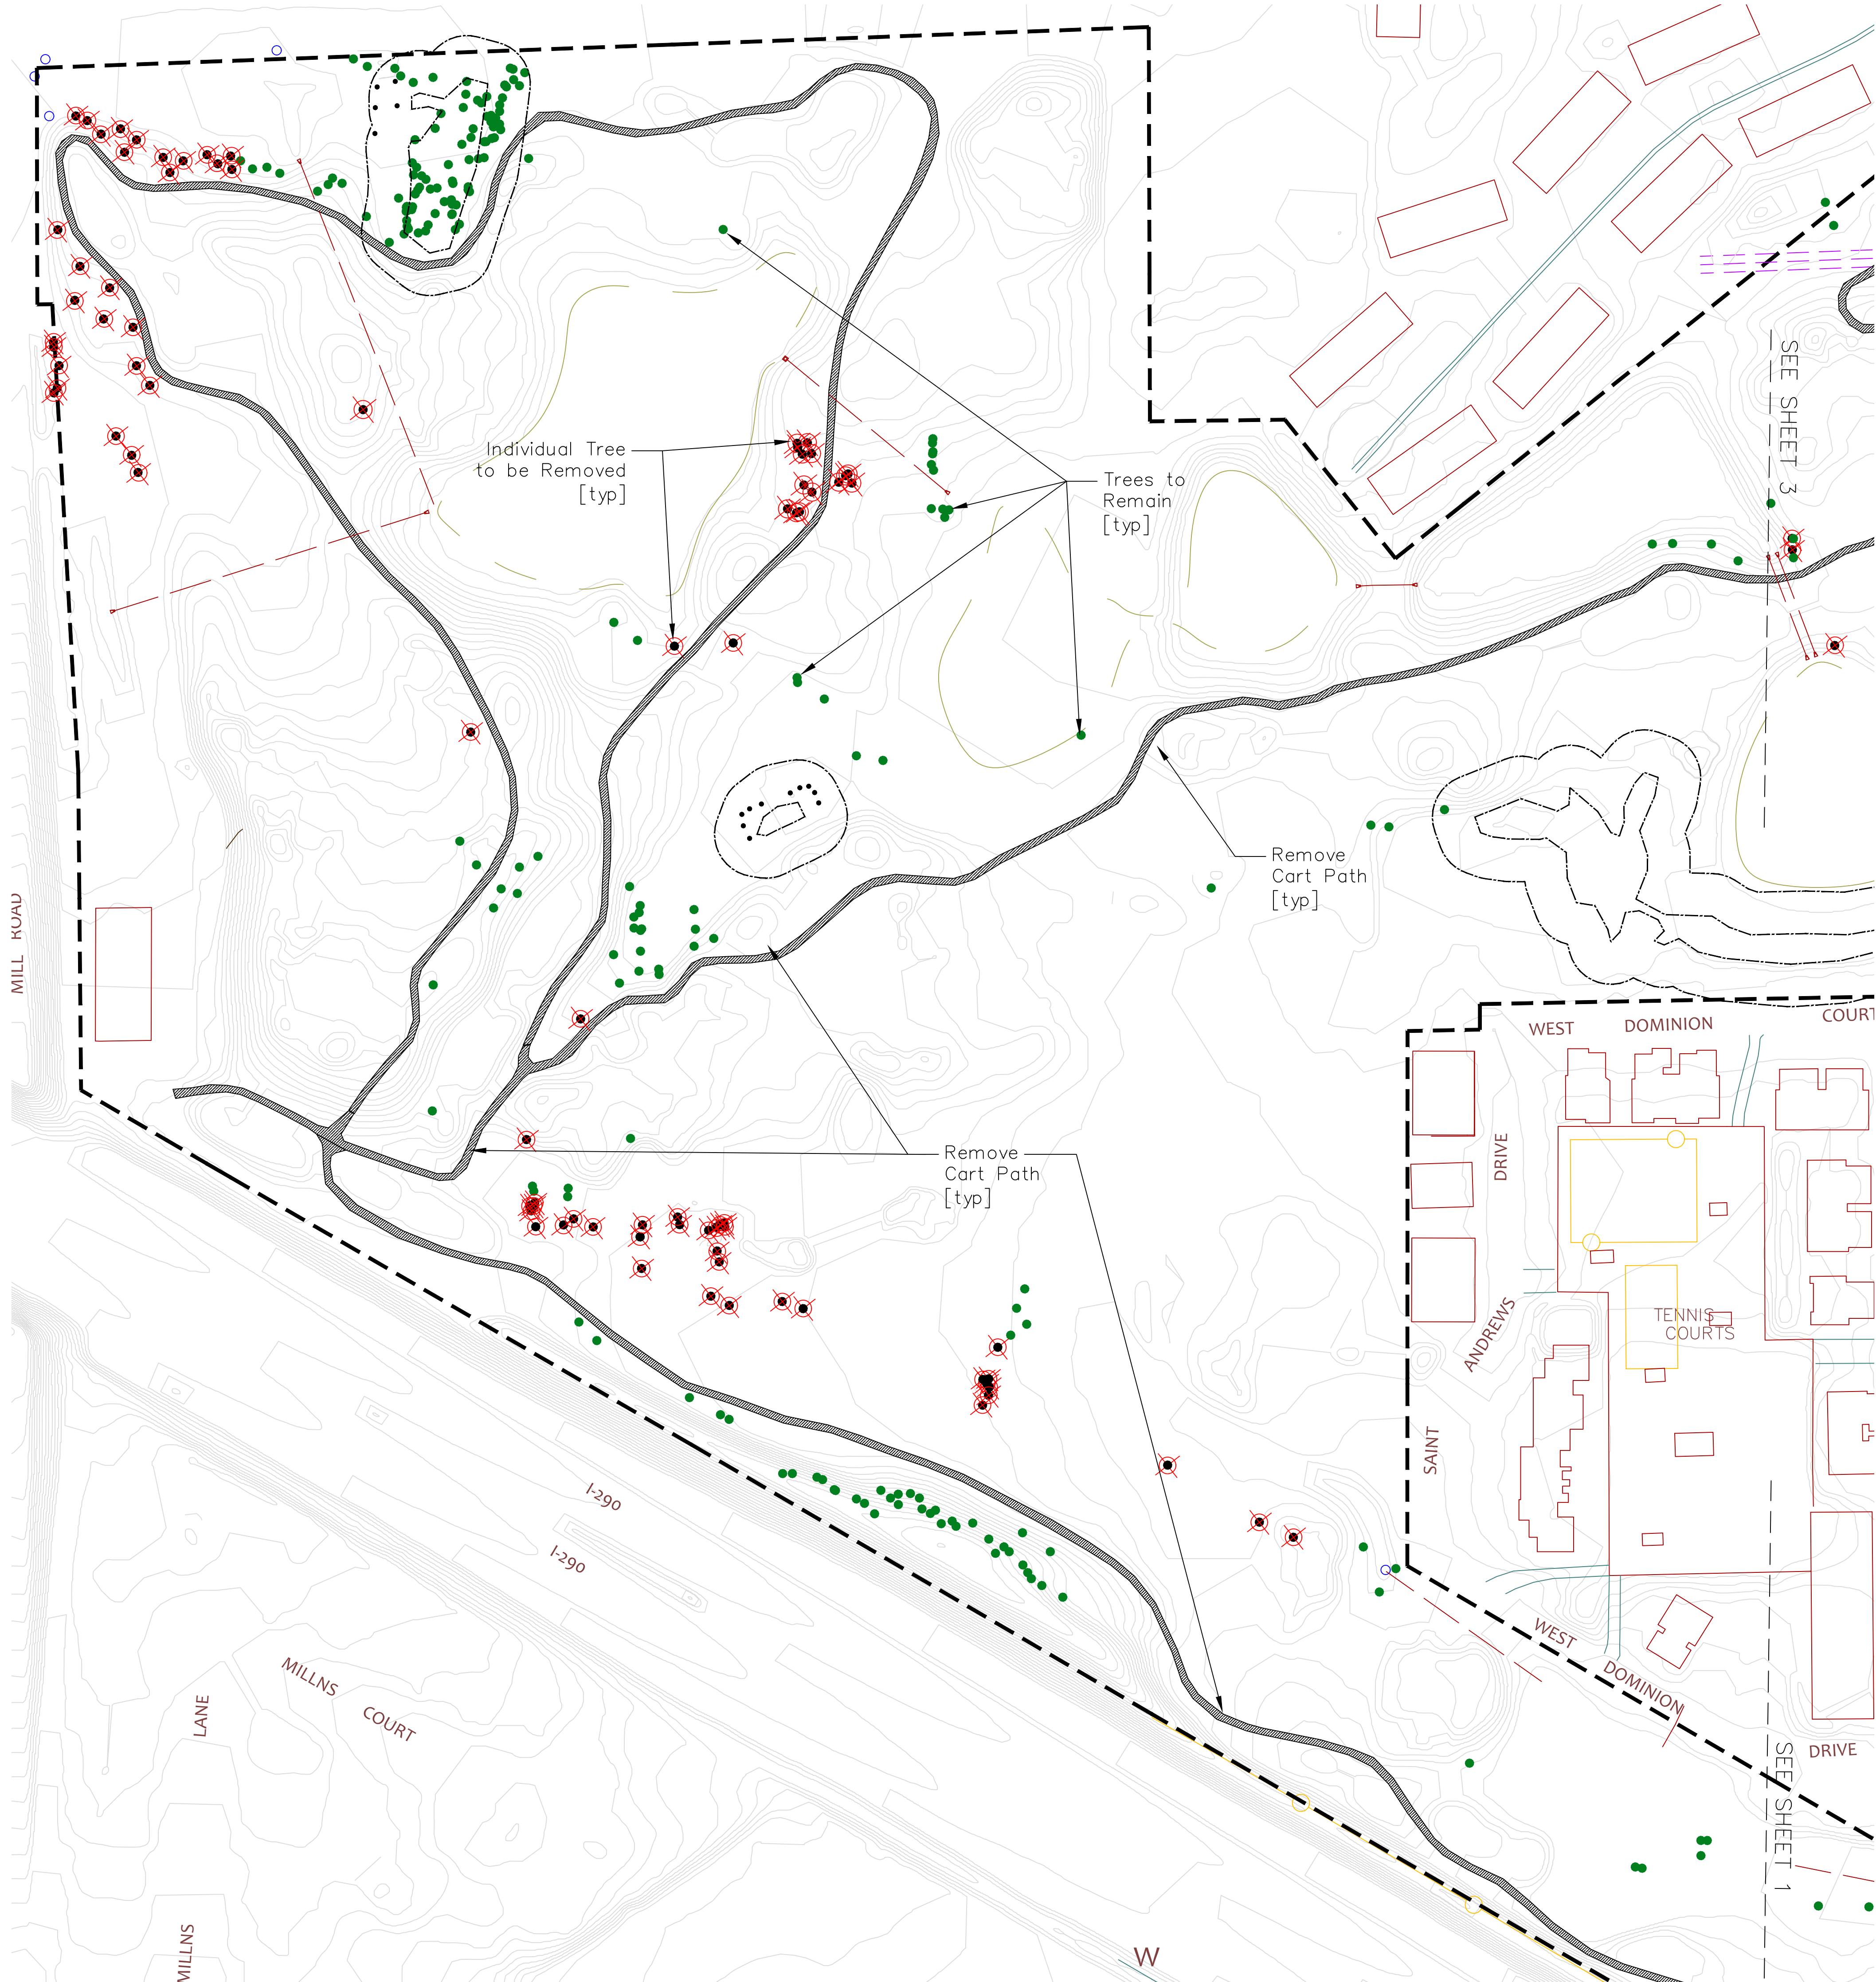 SEE SHEET 3
Individual Tree
to be Removed
[typ]
Trees to
Remain
[typ]
Remove
Cart Path
[typ]
MILL ROAD
WEST
DOMINION
COURT
DRIVE
Remove
Cart Path
[typ]
TENNIS
COURTS
ANDREWS
SAINT
I-290
I-290
WEST
DOMINION
DRIVE
MILLNS
COURT
LANE
SEE SHEET 1
MILLNS
W